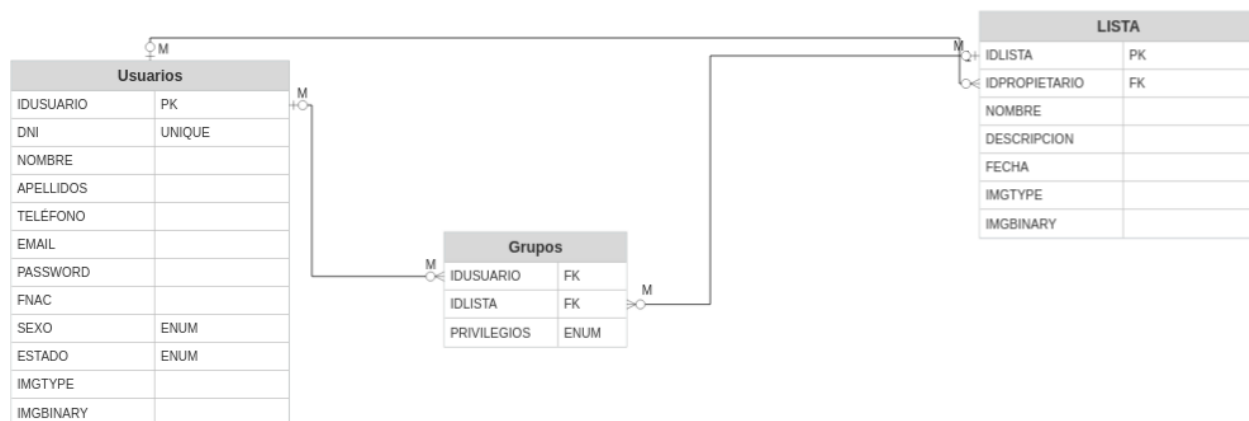 M
Usuarios
IDUSUARIO PK
DNI UNIQUE
NOMBRE
APELLIDOS
TELÉFONO
EMAIL
PASSWORD
FNAC
SEXO ENUM
ESTADO ENUM
IMGTYPE
IMGBINARY
M
M
Grupos
IDUSUARIO FK
IDLISTA FK
PRIVILEGIOS ENUM
M
M
LISTA
IDLISTA PK
IDPROPIETARIO FK
NOMBRE
DESCRIPCION
FECHA
IMGTYPE
IMGBINARY